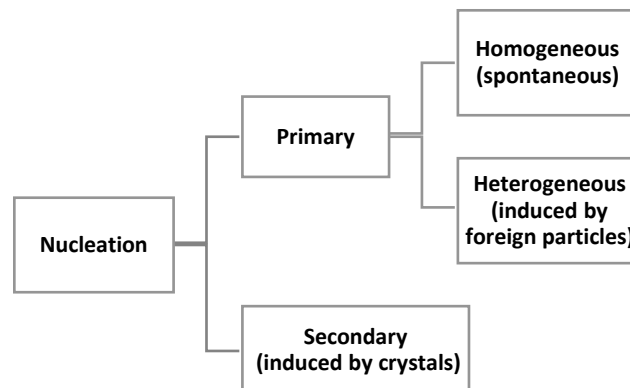 Nucleation
Primary
Homogeneous
(spontaneous)
Heterogeneous
(induced by
foreign particles)
Secondary
(induced by crystals)